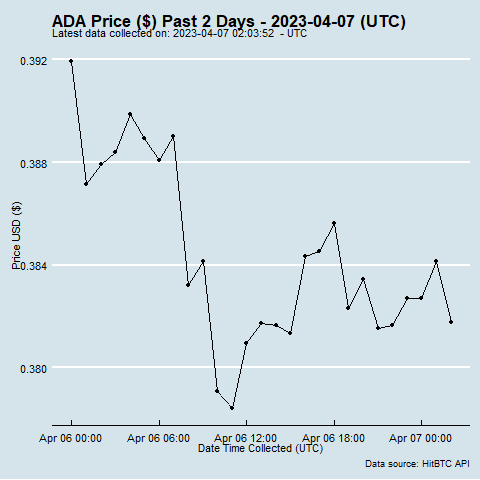 ADA Price ($) Past 2 Days - 2023-04-07 (UTC)
Latest data collected on: 2023-04-07 02:03:52  - UTC
0.392
0.388
0.384
0.380
Price USD ($)
Apr 06 00:00 Apr 06 06:00 Apr 06 12:00 Apr 06 18:00 Apr 07 00:00
Date Time Collected (UTC)
Data source: HitBTC API